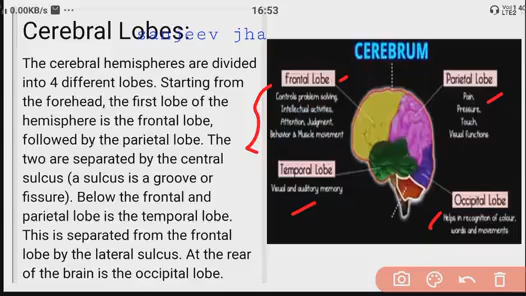 0.00KB/s
16:53
Vo1
LTE2
Cerebral Lobes:
sanjeev jha
The cerebral hemispheres are divided
into 4 different lobes. Starting from
the forehead, the first lobe of the
hemisphere is the frontal lobe,
followed by the parietal lobe. The
two are separated by the central
sulcus (a sulcus is a groove or
fissure). Below the frontal and
parietal lobe is the temporal lobe.
This is separated from the frontal
lobe by the lateral sulcus. At the rear
of the brain is the occipital lobe.
CEREBRUM
Frontal Lobe
Controls problem solving,
Intellectual activities,
Attention, Judgment,
Behavior & Muscle movement
Parietal Lobe
Pain,
Pressure,
Touch,
Visual functions
Temporal Lobe
Visual and auditory memory
Occipital Lobe
Helps in recognition of colour,
words and movements